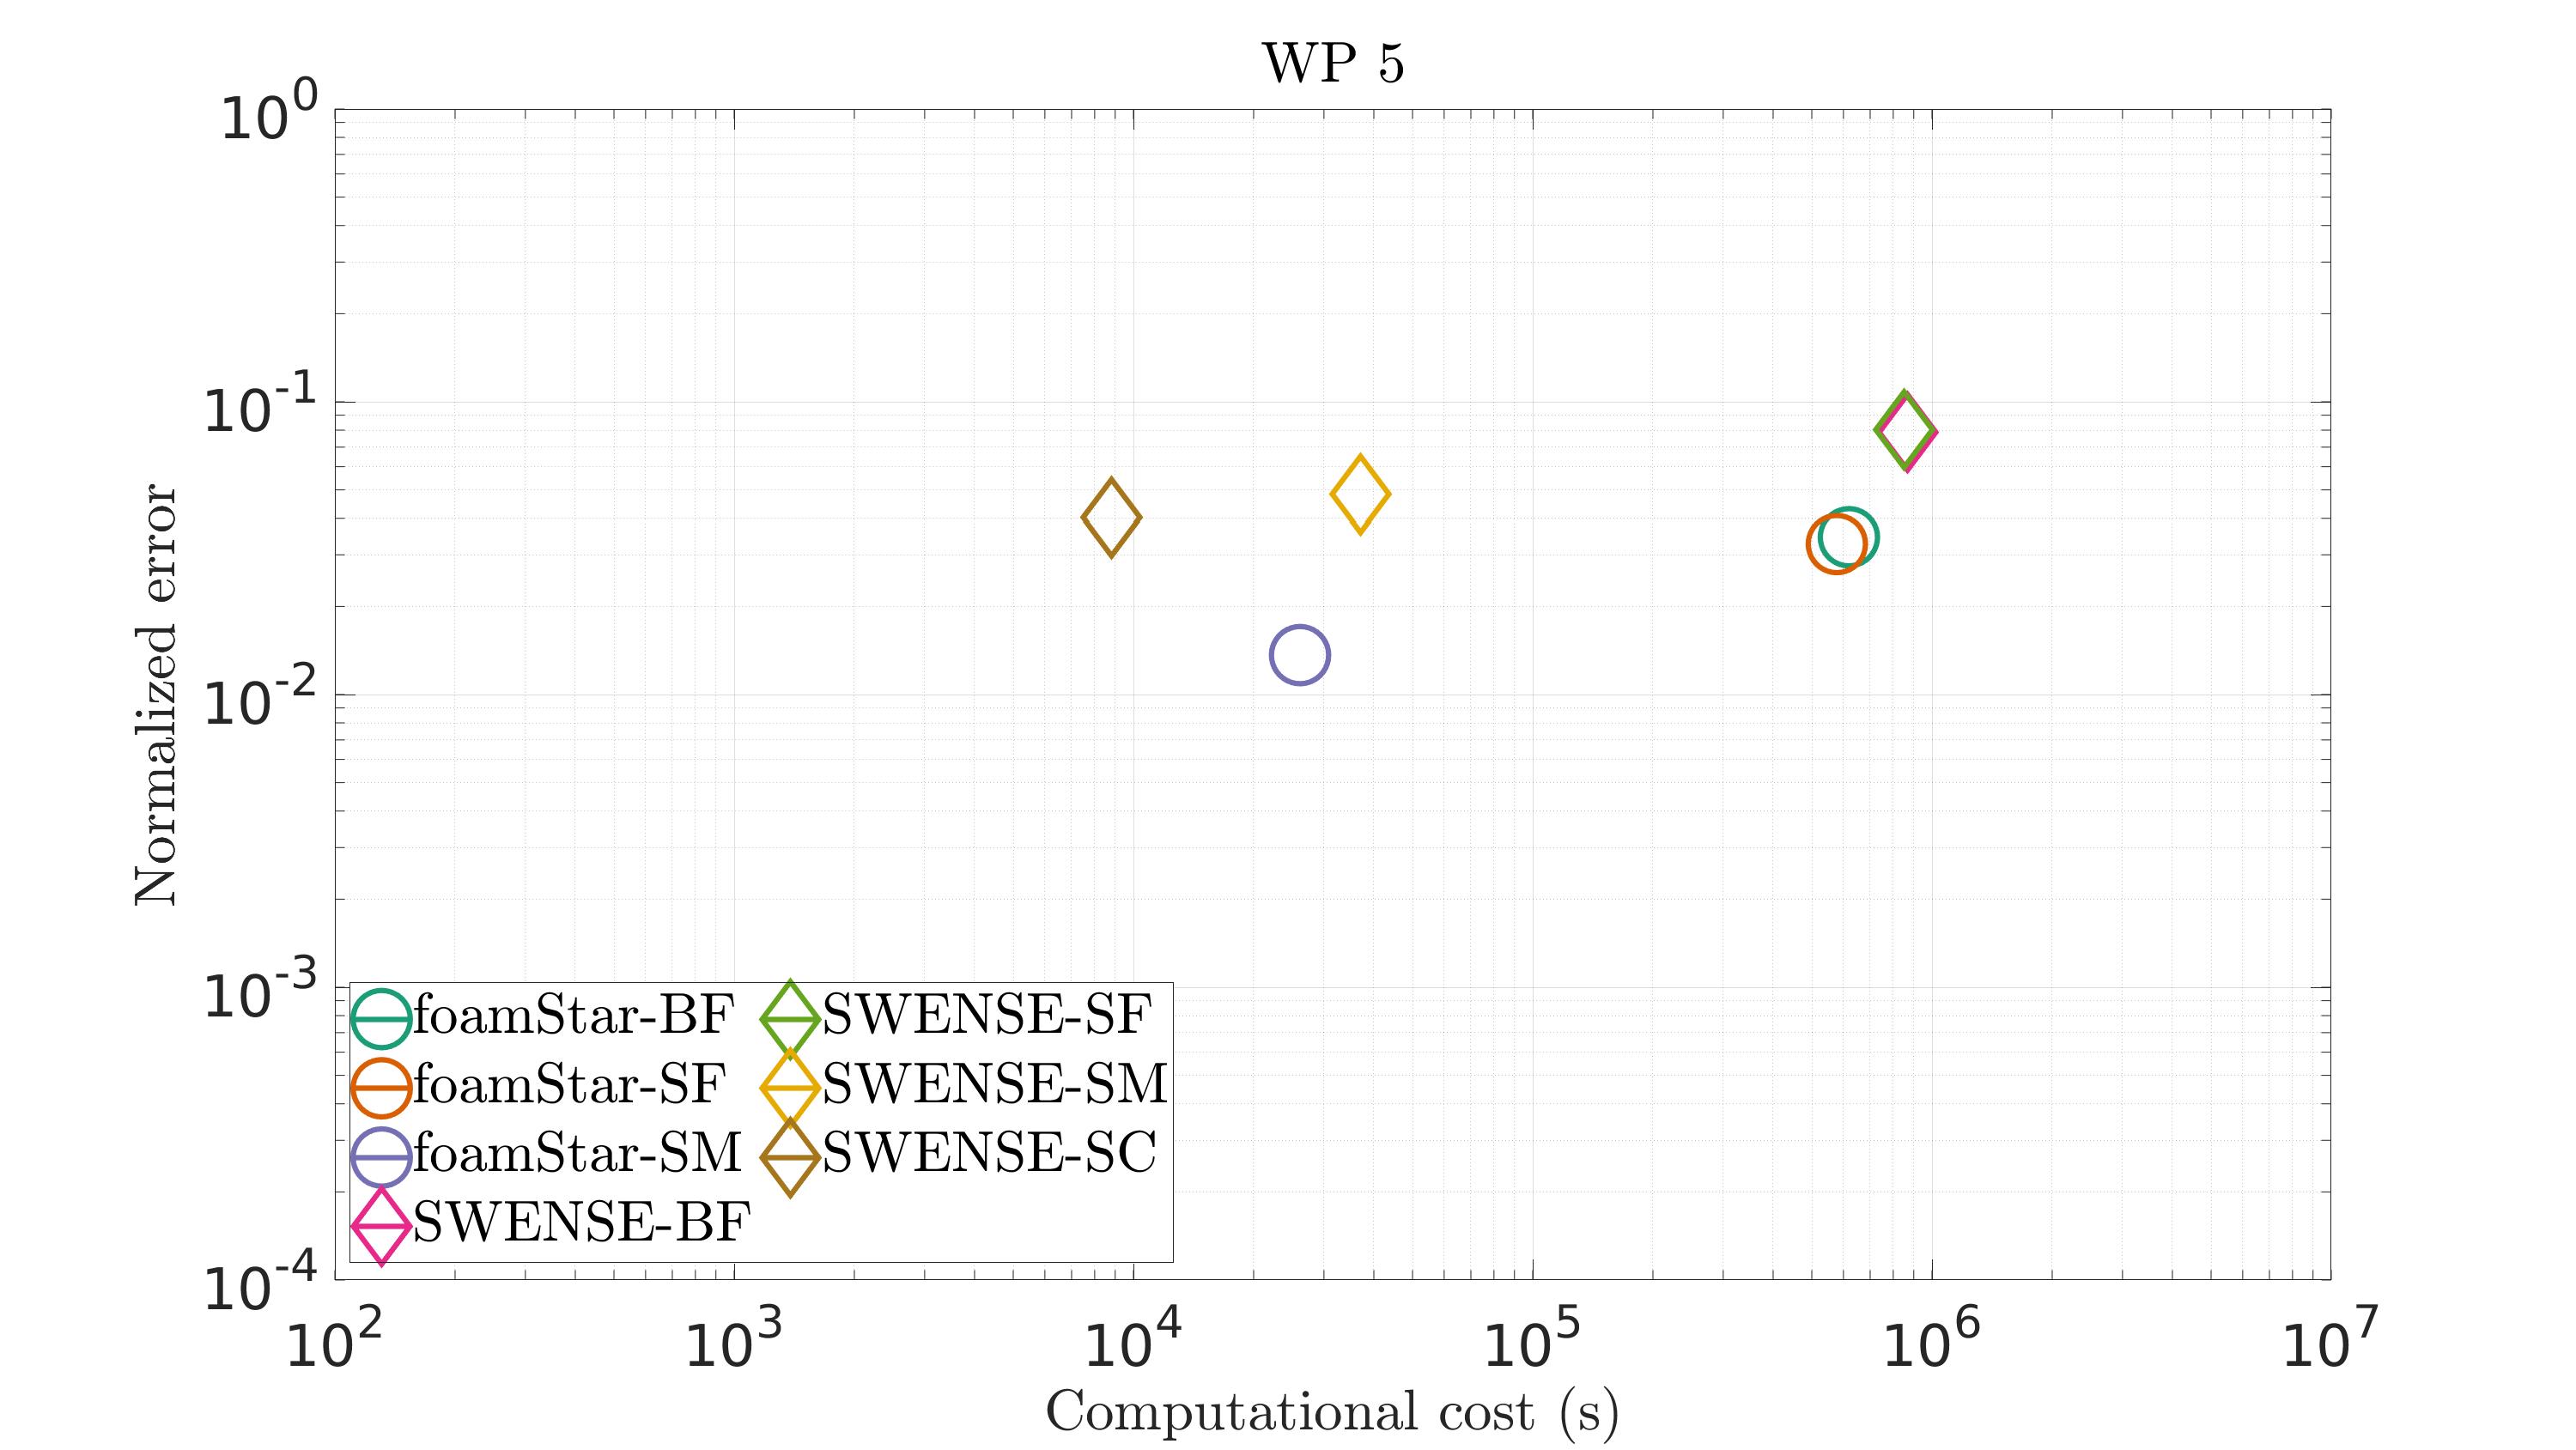 WP 5
10^0
10^-1
10^-2
10^-3
10^-4
Normalized error
foamStar-BF
foamStar-SF
foamStar-SM
SWENSE-BF
SWENSE-SF
SWENSE-SM
SWENSE-SC
10^2 10^3 10^4 10^5 10^6 10^7
Computational cost (s)